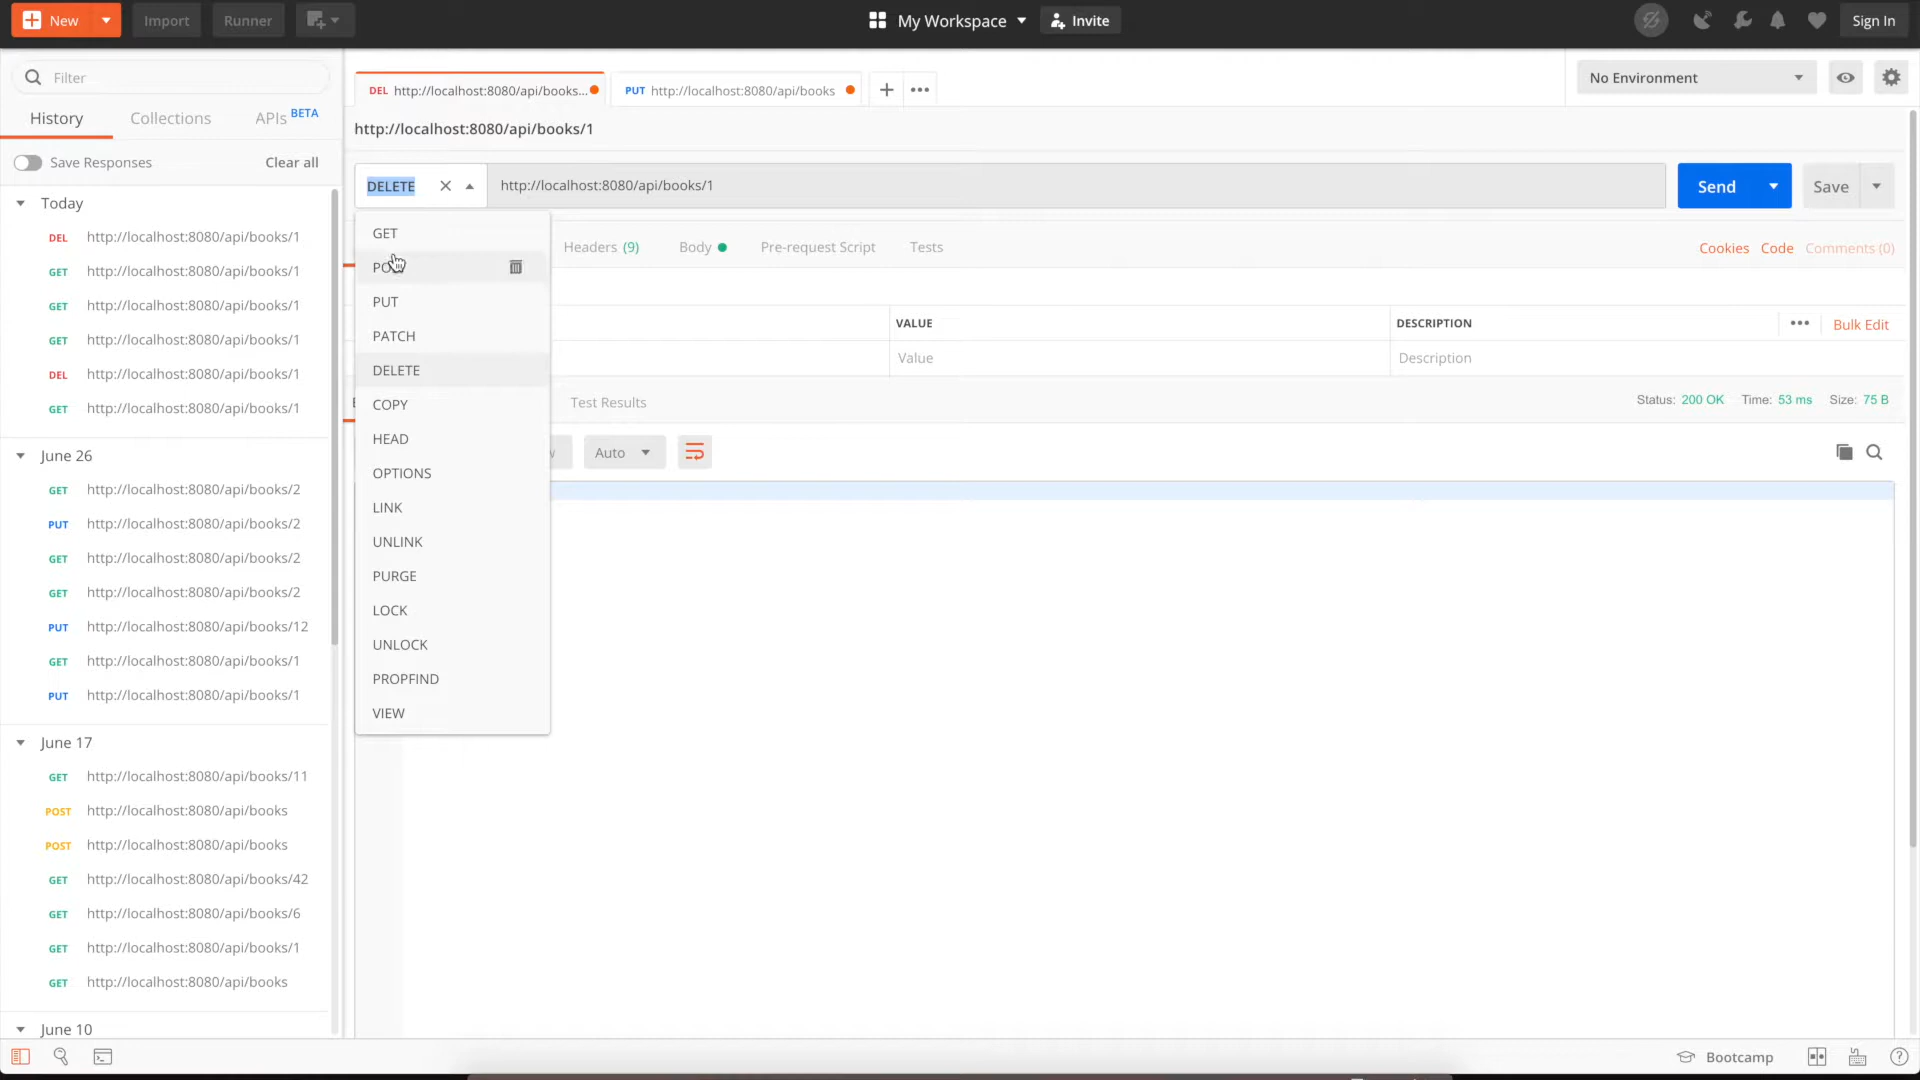 New
Import
Runner
My Workspace
Invite
Sign In
Filter
History
Collections
APIs BETA
Save Responses
Clear all
Today
DEL http://localhost:8080/api/books/1
GET http://localhost:8080/api/books/1
GET http://localhost:8080/api/books/1
GET http://localhost:8080/api/books/1
DEL http://localhost:8080/api/books/1
GET http://localhost:8080/api/books/1
June 26
GET http://localhost:8080/api/books/2
PUT http://localhost:8080/api/books/2
GET http://localhost:8080/api/books/2
GET http://localhost:8080/api/books/2
PUT http://localhost:8080/api/books/12
GET http://localhost:8080/api/books/1
PUT http://localhost:8080/api/books/1
June 17
GET http://localhost:8080/api/books/11
POST http://localhost:8080/api/books
POST http://localhost:8080/api/books
GET http://localhost:8080/api/books/42
GET http://localhost:8080/api/books/6
GET http://localhost:8080/api/books/1
GET http://localhost:8080/api/books
June 10
DEL http://localhost:8080/api/books...
PUT http://localhost:8080/api/books
No Environment
http://localhost:8080/api/books/1
DELETE
http://localhost:8080/api/books/1
Send
Save
GET
PUT
PATCH
DELETE
COPY
HEAD
OPTIONS
LINK
UNLINK
PURGE
LOCK
UNLOCK
PROPFIND
VIEW
Headers (9)
Body
Pre-request Script
Tests
Cookies
Code
Comments (0)
VALUE
DESCRIPTION
Bulk Edit
Value
Description
Test Results
Status: 200 OK Time: 53 ms Size: 75 B
Auto
Bootcamp